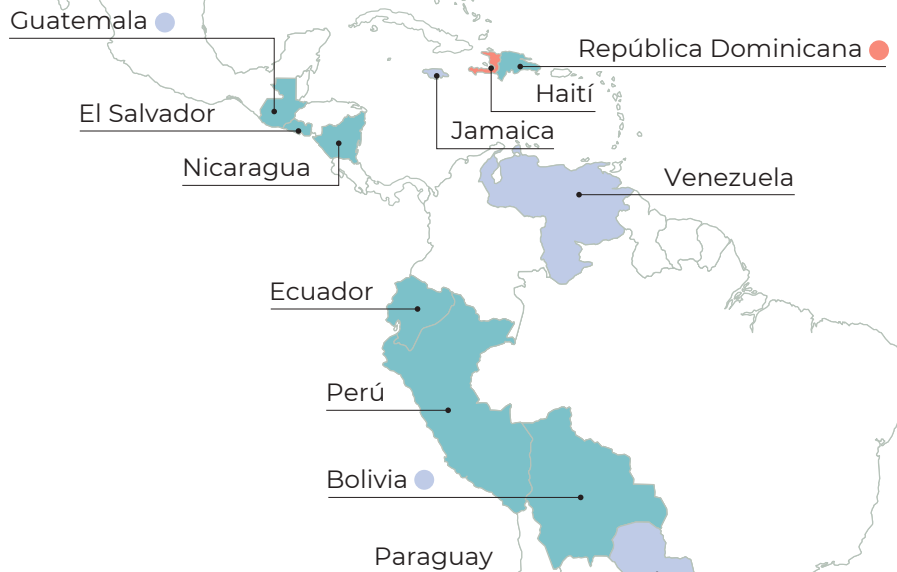 Guatemala
República Dominicana
Haití
El Salvador
Jamaica
Nicaragua
Venezuela
Ecuador
Perú
Bolivia
Paraguay